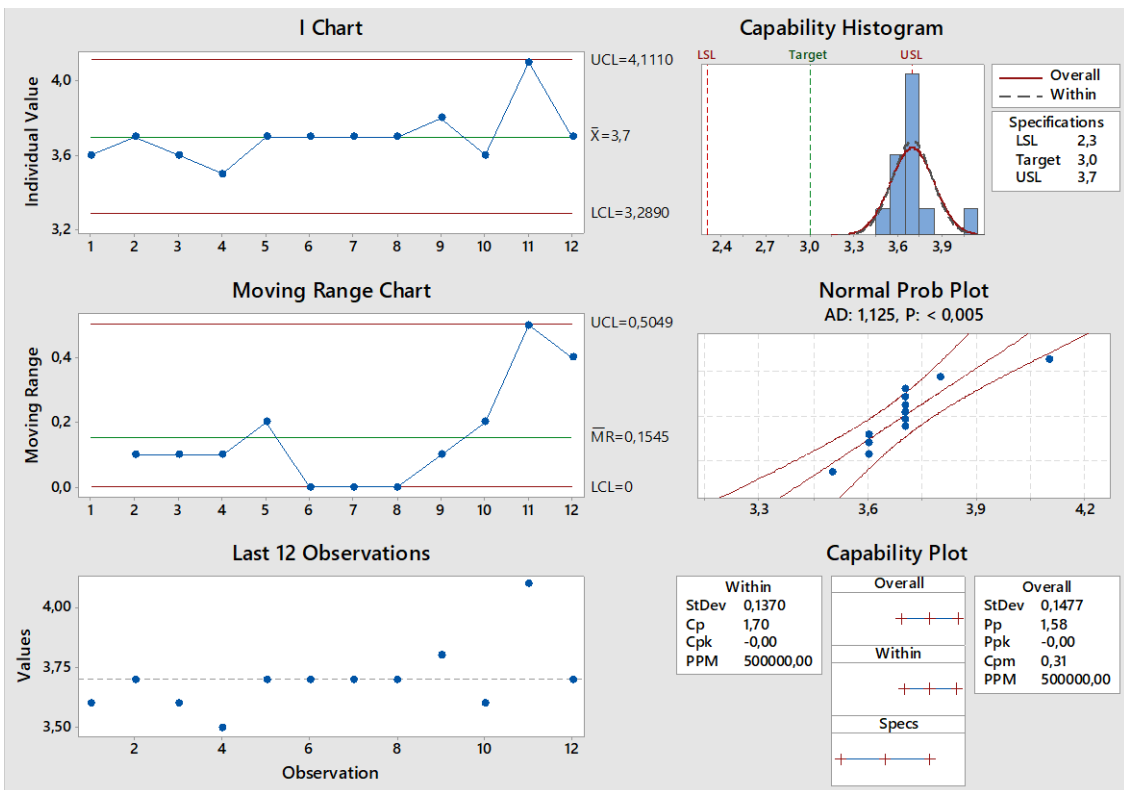 I Chart
Individual Value
4,0
3,6
3,2
UCL=4,1110
X̄=3,7
LCL=3,2890
1 2 3 4 5 6 7 8 9 10 11 12
Capability Histogram
LSL Target USL
2,4 2,7 3,0 3,3 3,6 3,9
Overall
Within
Specifications
LSL 2,3
Target 3,0
USL 3,7
Moving Range Chart
Moving Range
0,4
0,2
0,0
UCL=0,5049
M̅R̅=0,1545
LCL=0
1 2 3 4 5 6 7 8 9 10 11 12
Normal Prob Plot
AD: 1,125, P: < 0,005
3,3 3,6 3,9 4,2
Last 12 Observations
Values
4,00
3,75
3,50
2 4 6 8 10 12
Observation
Capability Plot
Within
StDev 0,1370
Cp 1,70
Cpk -0,00
PPM 500000,00
Overall
Within
Specs
Overall
StDev 0,1477
Pp 1,58
Ppk -0,00
Cpm 0,31
PPM 500000,00